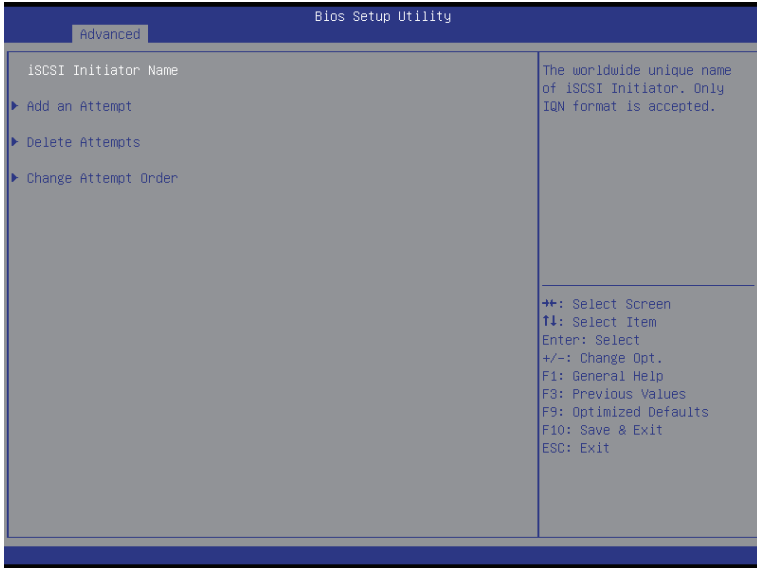 Bios Setup Utility
Advanced
iSCSI Initiator Name
Add an Attempt
Delete Attempts
Change Attempt Order
The worldwide unique name
of iSCSI Initiator. Only
IQN format is accepted.
→←: Select Screen
↑↓: Select Item
Enter: Select
+/-: Change Opt.
F1: General Help
F3: Previous Values
F9: Optimized Defaults
F10: Save & Exit
ESC: Exit